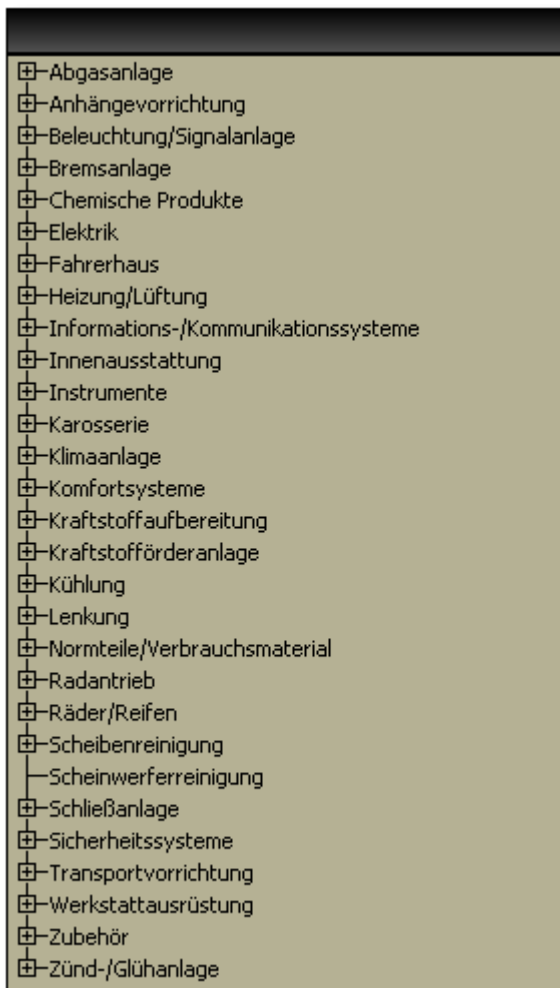 Abgasanlage
Anhängevorrichtung
Beleuchtung/Signalanlage
Bremsanlage
Chemische Produkte
Elektrik
Fahrerhaus
Heizung/Lüftung
Informations-/Kommunikationssysteme
Innenausstattung
Instrumente
Karosserie
Klimaanlage
Komfortsysteme
Kraftstoffaufbereitung
Kraftstofförderanlage
Kühlung
Lenkung
Normteile/Verbrauchsmaterial
Radantrieb
Räder/Reifen
Scheibenreinigung
Scheinwerferreinigung
Schließanlage
Sicherheitssysteme
Transportvorrichtung
Werkstattausrüstung
Zubehör
Zünd-/Glühanlage